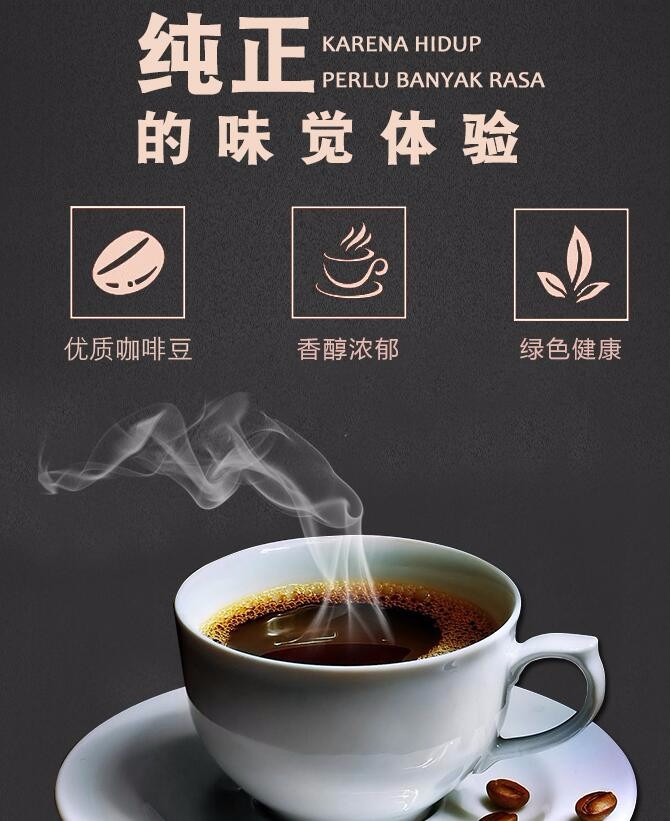 纯正
KARENA HIDUP
PERLU BANYAK RASA
的味觉体验
优质咖啡豆
香醇浓郁
绿色健康